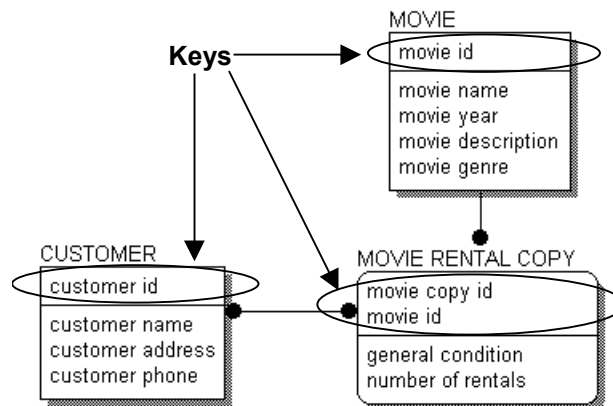 MOVIE
Keys
movie id
movie name
movie year
movie description
movie genre
CUSTOMER
customer id
customer name
customer address
customer phone
MOVIE RENTAL COPY
movie copy id
movie id
general condition
number of rentals